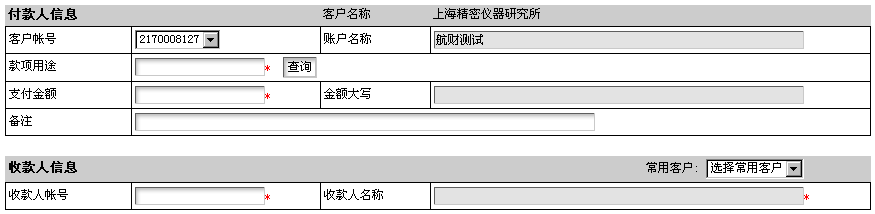 付款人信息 客户名称 上海精密仪器研究所
客户帐号 2170008127 账户名称 航财测试
款项用途 * 查询
支付金额 * 金额大写
备注
收款人信息 常用客户: 选择常用客户
收款人帐号 * 收款人名称 *